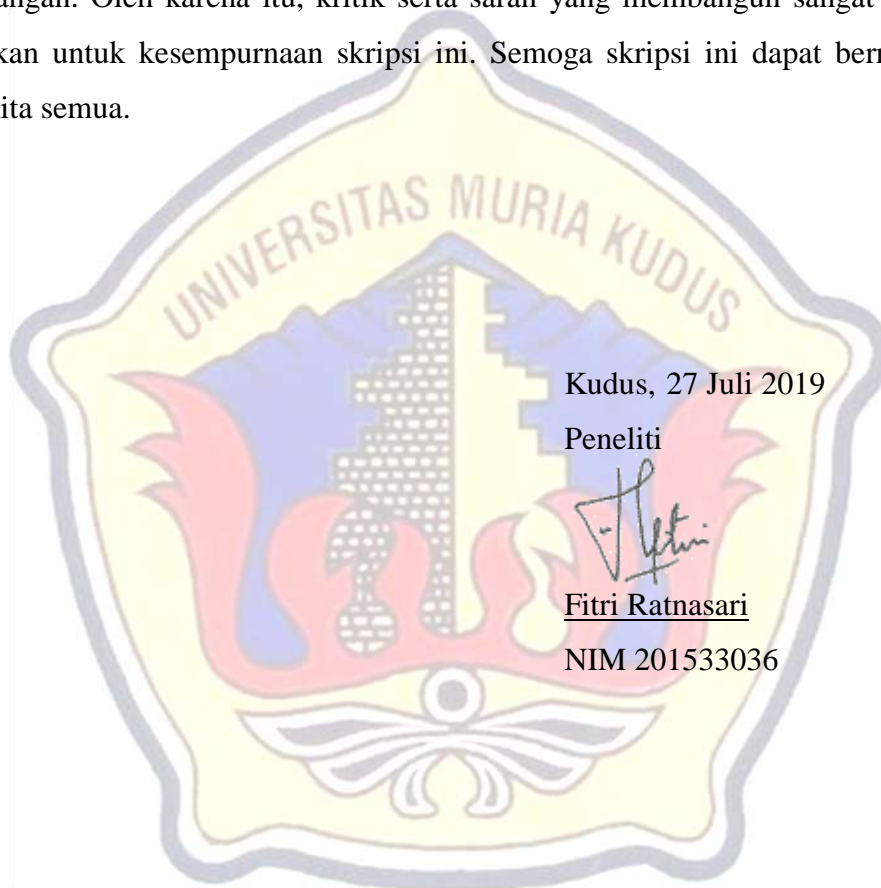 angan. Oleh karena itu, kritik serta saran yang membangun sangat
kan untuk kesempurnaan skripsi ini. Semoga skripsi ini dapat ber
ita semua.
UNIVERSITAS MURIA KUDUS
Kudus, 27 Juli 2019
Peneliti
Fitri Ratnasari
NIM 201533036